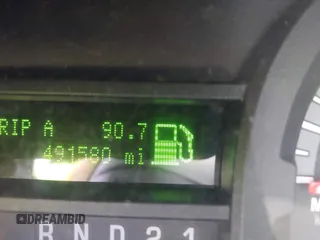 RIP A 90.7
491580 mi
DREAMBID
R N D 2 1